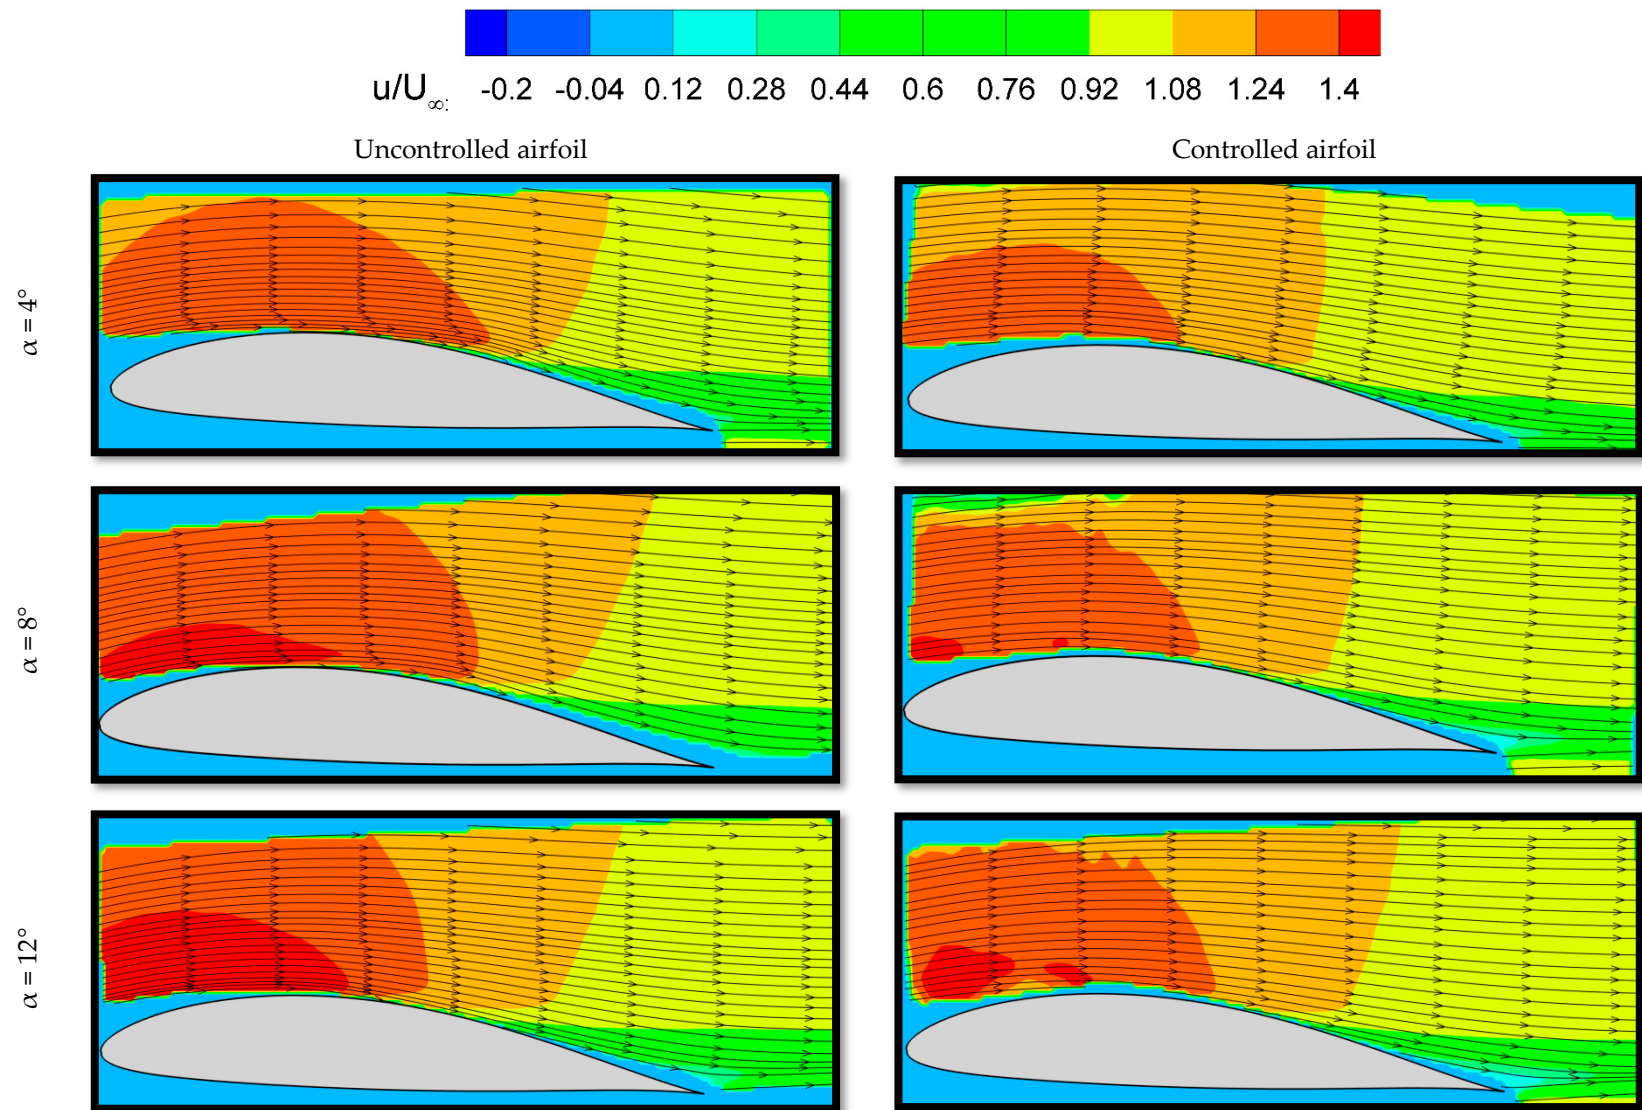 u/U∞: -0.2 -0.04 0.12 0.28 0.44 0.6 0.76 0.92 1.08 1.24 1.4
Uncontrolled airfoil Controlled airfoil
α = 4°
α = 8°
α = 12°